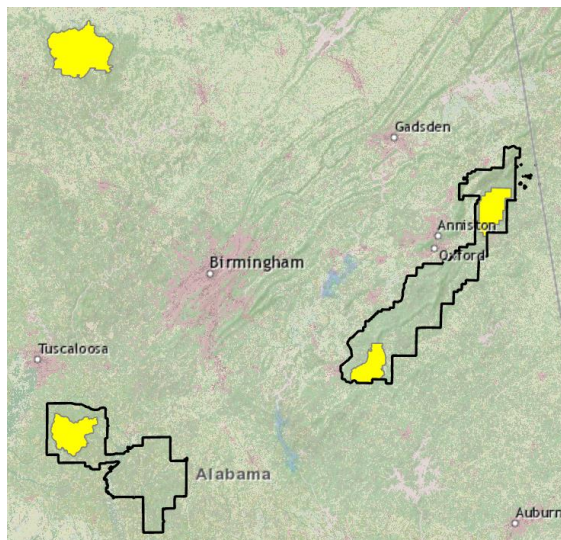 Gadsden
Anniston
Oxford
Birmingham
Tuscaloosa
Alabama
Auburn